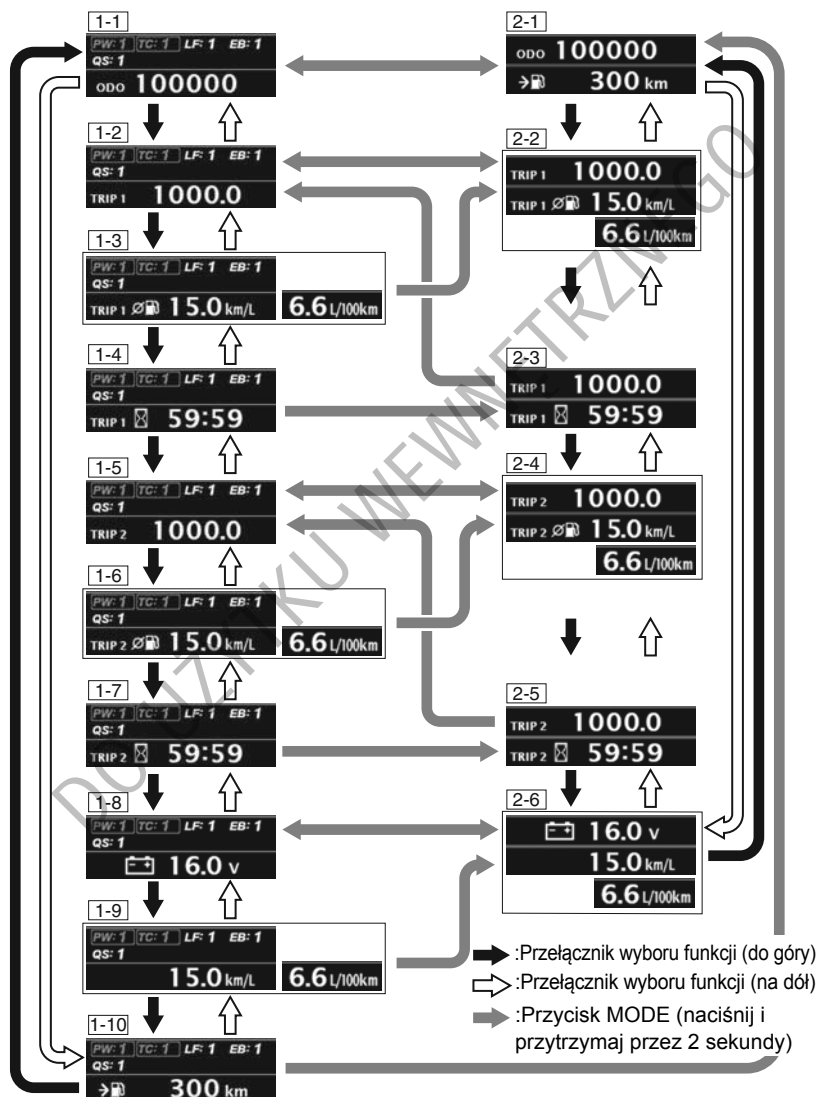 1-1
PW: 1 TC: 1 LF: 1 EB: 1
QS: 1
ODO 100000
1-2
PW: 1 TC: 1 LF: 1 EB: 1
QS: 1
TRIP 1 1000.0
1-3
PW: 1 TC: 1 LF: 1 EB: 1
QS: 1
TRIP 1 15.0 km/L 6.6 L/100km
1-4
PW: 1 TC: 1 LF: 1 EB: 1
QS: 1
TRIP 1 59:59
1-5
PW: 1 TC: 1 LF: 1 EB: 1
QS: 1
TRIP 2 1000.0
1-6
PW: 1 TC: 1 LF: 1 EB: 1
QS: 1
TRIP 2 15.0 km/L 6.6 L/100km
1-7
PW: 1 TC: 1 LF: 1 EB: 1
QS: 1
TRIP 2 59:59
1-8
PW: 1 TC: 1 LF: 1 EB: 1
QS: 1
16.0 V
1-9
PW: 1 TC: 1 LF: 1 EB: 1
QS: 1
15.0 km/L 6.6 L/100km
1-10
PW: 1 TC: 1 LF: 1 EB: 1
QS: 1
300 km
2-1
ODO 100000
300 km
2-2
TRIP 1 1000.0
TRIP 1 15.0 km/L
6.6 L/100km
2-3
TRIP 1 1000.0
TRIP 1 59:59
2-4
TRIP 2 1000.0
TRIP 2 15.0 km/L
6.6 L/100km
2-5
TRIP 2 1000.0
TRIP 2 59:59
2-6
16.0 V
15.0 km/L
6.6 L/100km
:Przełącznik wyboru funkcji (do góry)
:Przełącznik wyboru funkcji (na dół)
:Przycisk MODE (naciśnij i
przytrzymaj przez 2 sekundy)
DO UŻYTKU WEWNĘTRZNEGO